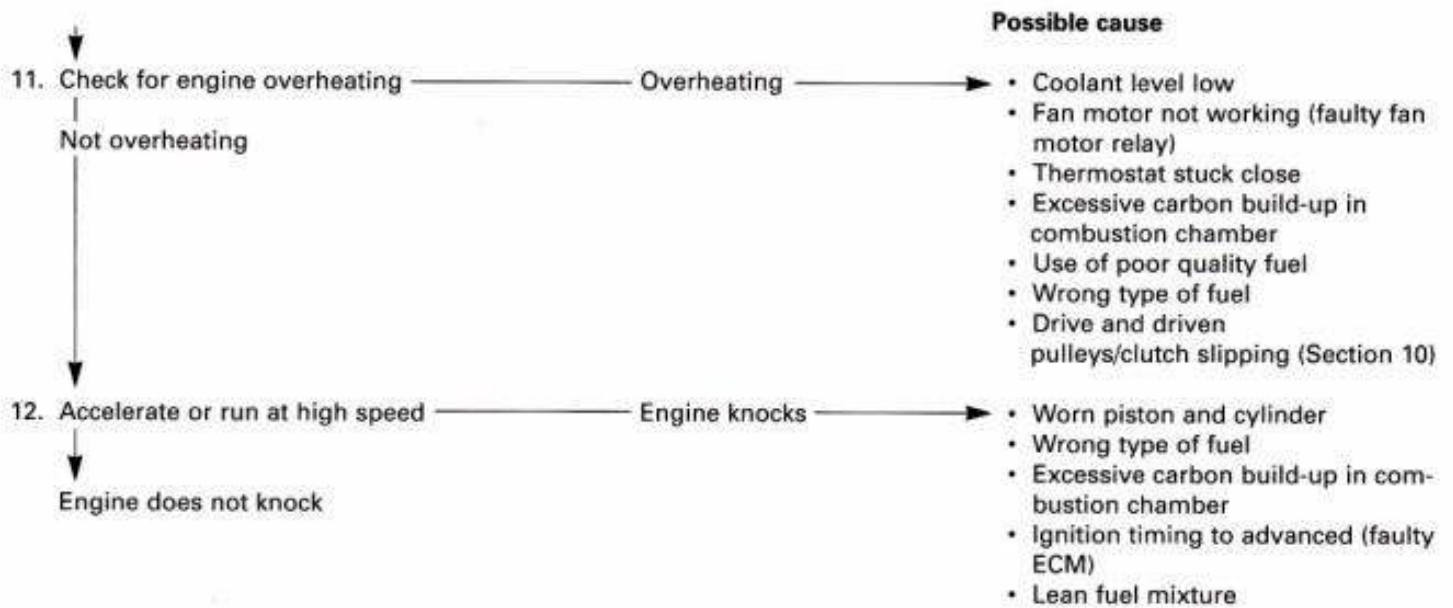 Possible cause
11. Check for engine overheating Overheating • Coolant level low
• Fan motor not working (faulty fan
motor relay)
Not overheating
• Thermostat stuck close
• Excessive carbon build-up in
combustion chamber
• Use of poor quality fuel
• Wrong type of fuel
• Drive and driven
pulleys/clutch slipping (Section 10)
12. Accelerate or run at high speed Engine knocks • Worn piston and cylinder
• Wrong type of fuel
• Excessive carbon build-up in com-
bustion chamber
Engine does not knock
• Ignition timing to advanced (faulty
ECM)
• Lean fuel mixture